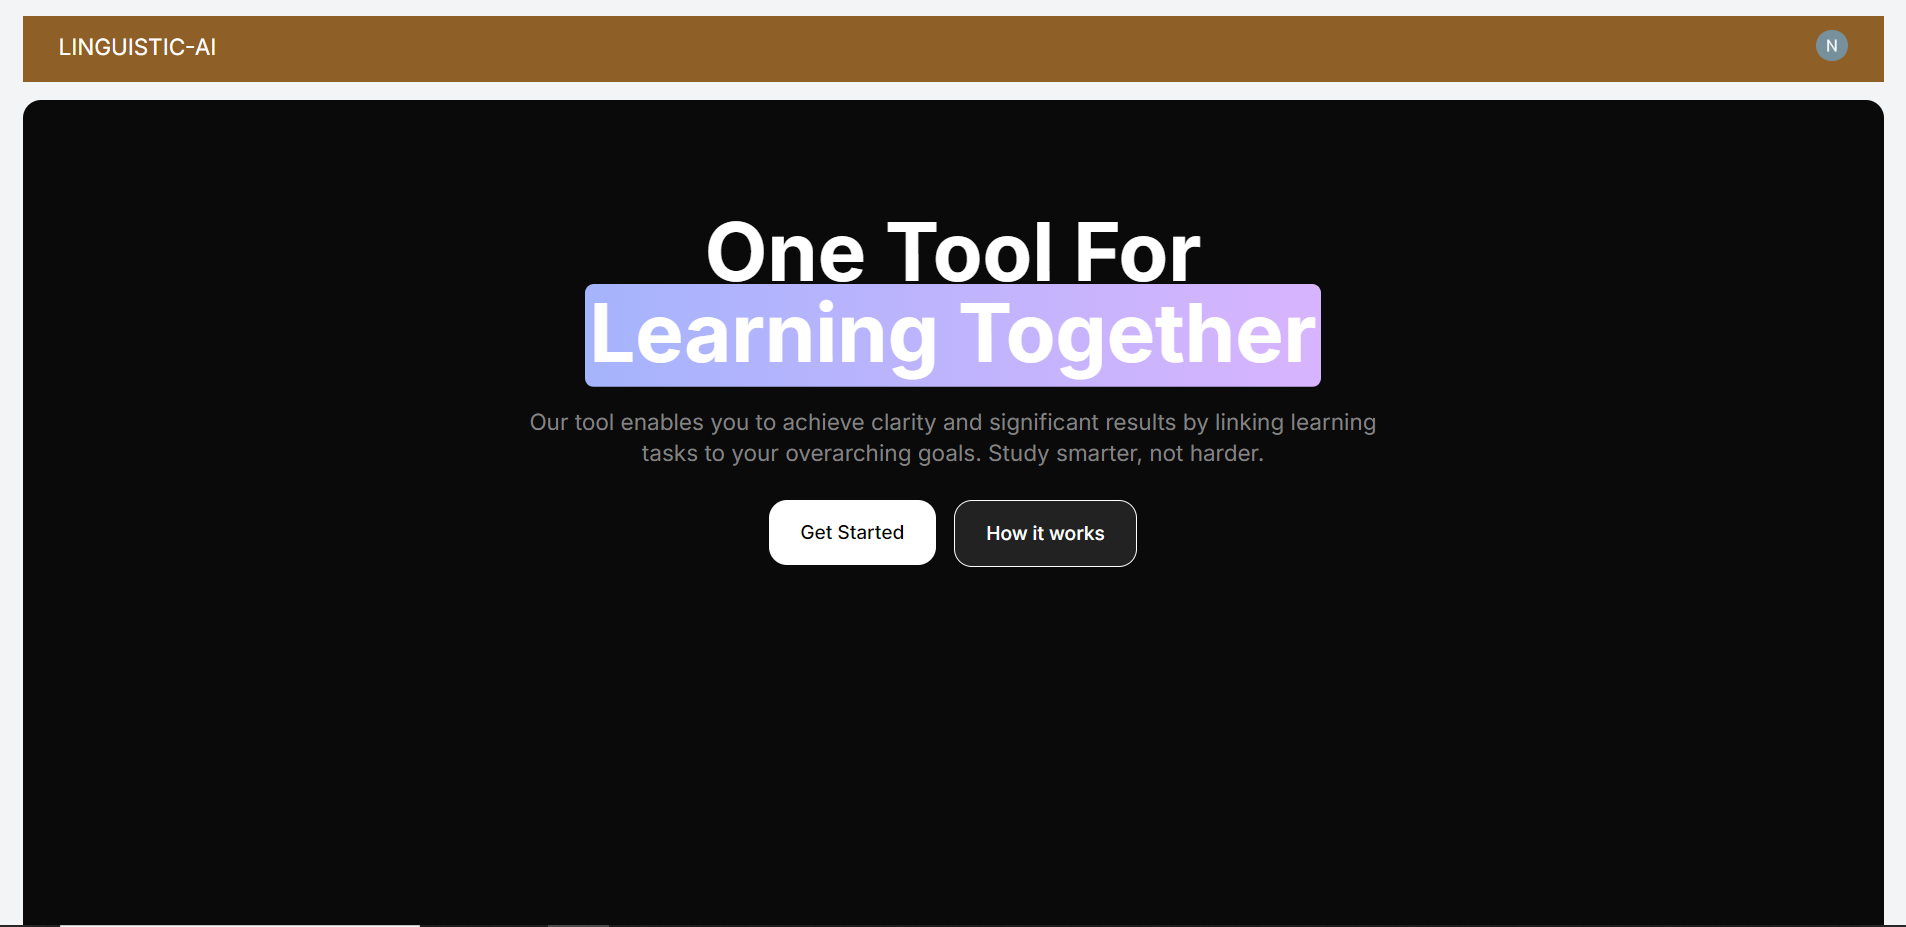 LINGUISTIC-AI
N
One Tool For
Learning Together
Our tool enables you to achieve clarity and significant results by linking learning
tasks to your overarching goals. Study smarter, not harder.
Get Started
How it works